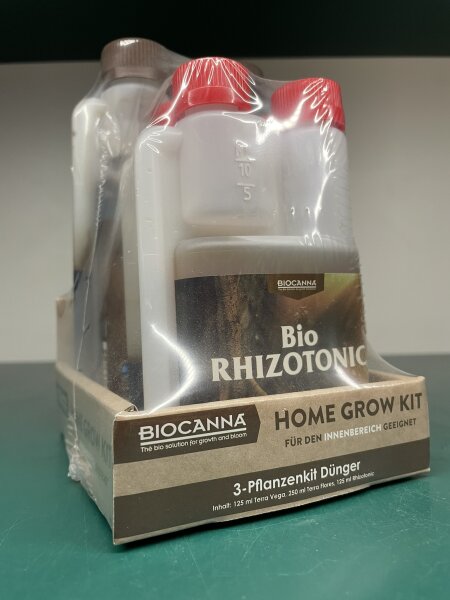 10
5
BIOCANNA
Bio
RHIZOTONIC
BIOCANNA
The bio solution for growth and bloom
HOME GROW KIT
FÜR DEN INNENBEREICH GEEIGNET
3-Pflanzenkit Dünger
Inhalt: 125 ml Terra Vega, 250 ml Terra Flores, 125 ml Rhizotonic